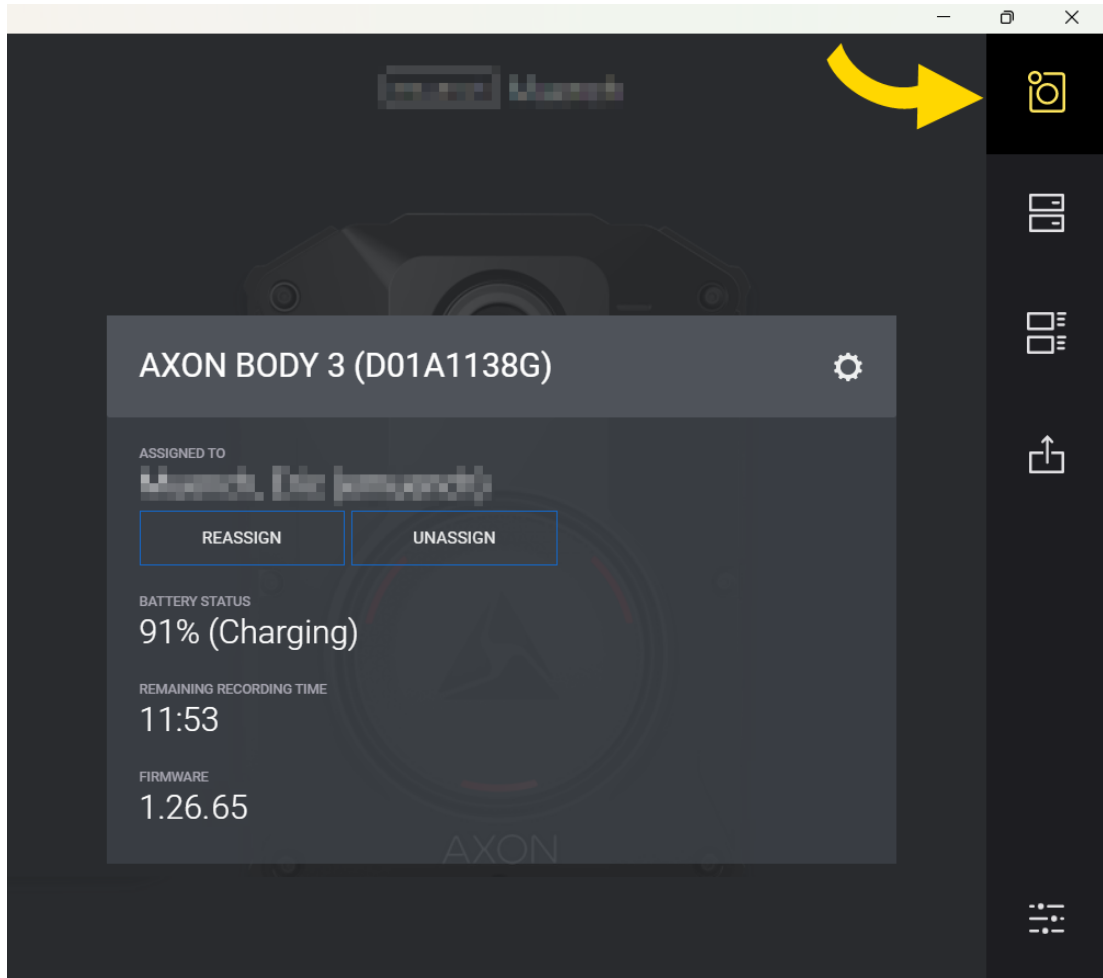 AXON BODY 3 (D01A1138G)
ASSIGNED TO
REASSIGN
UNASSIGN
BATTERY STATUS
91% (Charging)
REMAINING RECORDING TIME
11:53
FIRMWARE
1.26.65
AXON